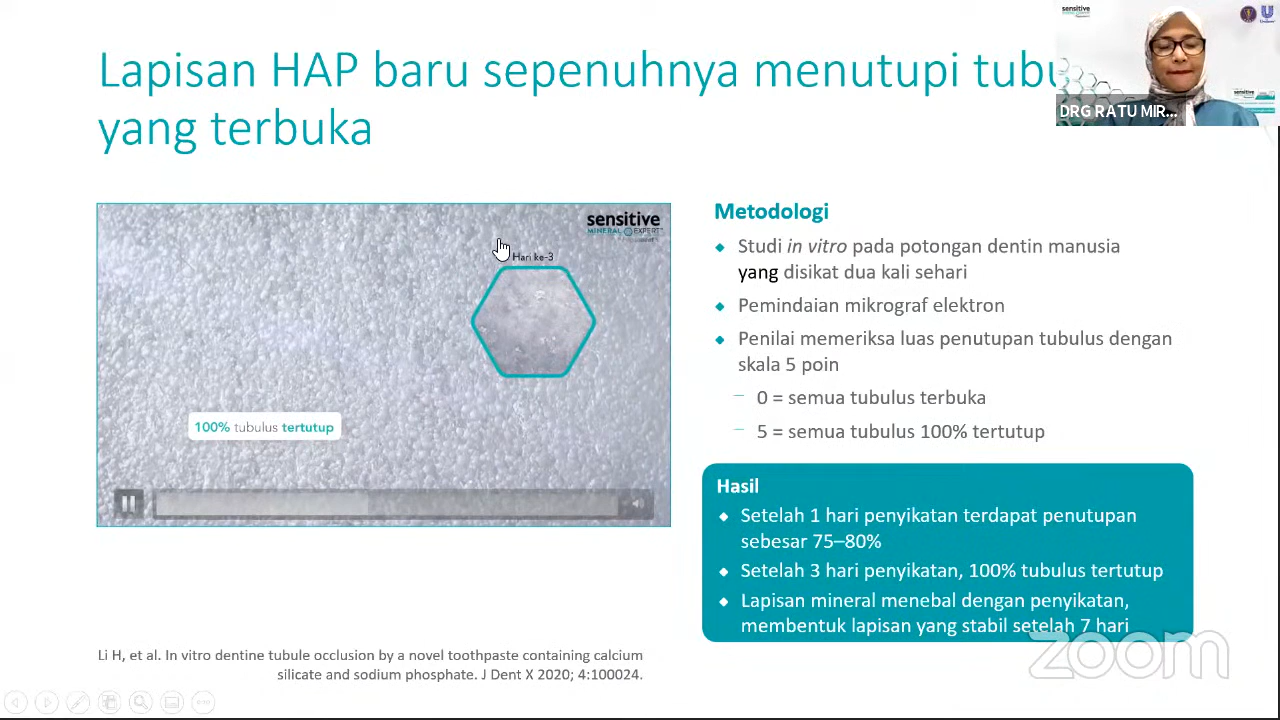 Lapisan HAP baru sepenuhnya menutupi
yang terbuka
sensitive
DRG RATU MIR...
sensitive
MINERAL EXPERT
Hari ke-3
100% tubulus tertutup
Metodologi
Studi in vitro pada potongan dentin manusia
yang disikat dua kali sehari
Pemindaian mikrograf elektron
Penilai memeriksa luas penutupan tubulus dengan
skala 5 poin
0 = semua tubulus terbuka
5 = semua tubulus 100% tertutup
Hasil
Setelah 1 hari penyikatan terdapat penutupan
sebesar 75–80%
Setelah 3 hari penyikatan, 100% tubulus tertutup
Lapisan mineral menebal dengan penyikatan,
membentuk lapisan yang stabil setelah 7 hari
zoom
Li H, et al. In vitro dentine tubule occlusion by a novel toothpaste containing calcium
silicate and sodium phosphate. J Dent X 2020; 4:100024.